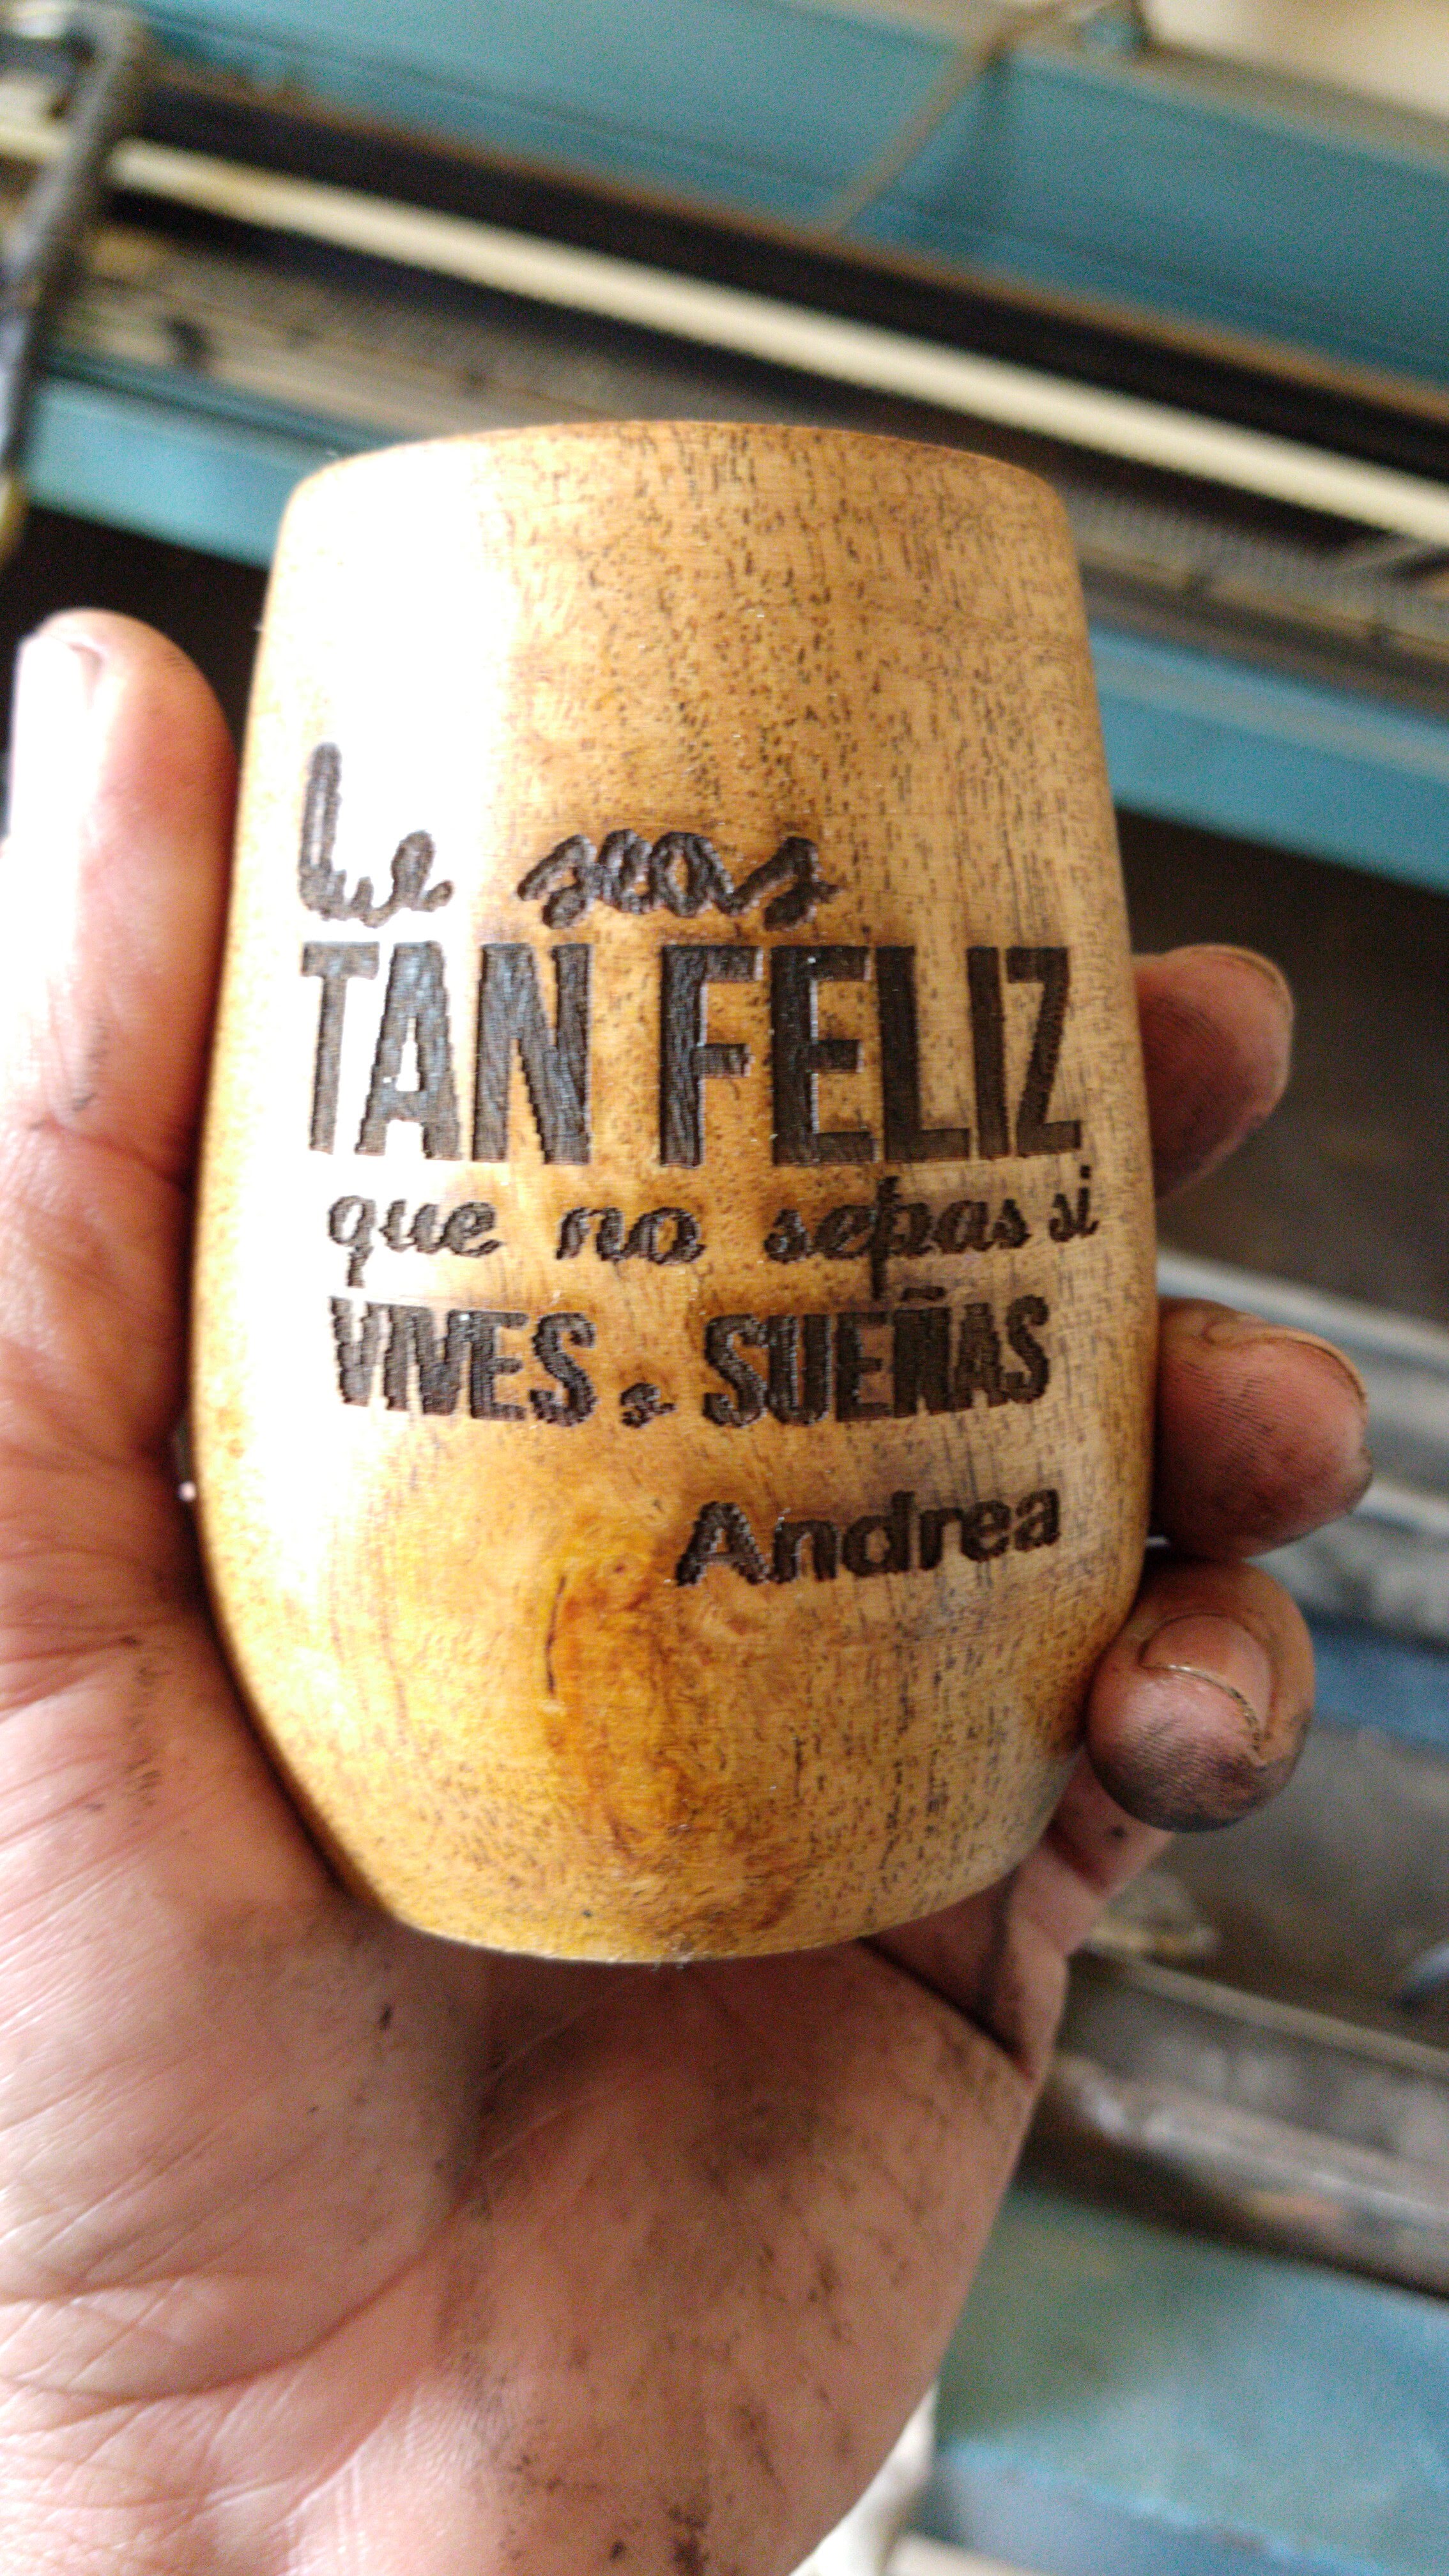 seas
TAN FELIZ
que no sepas si
VIVES o SUEÑAS
Andrea